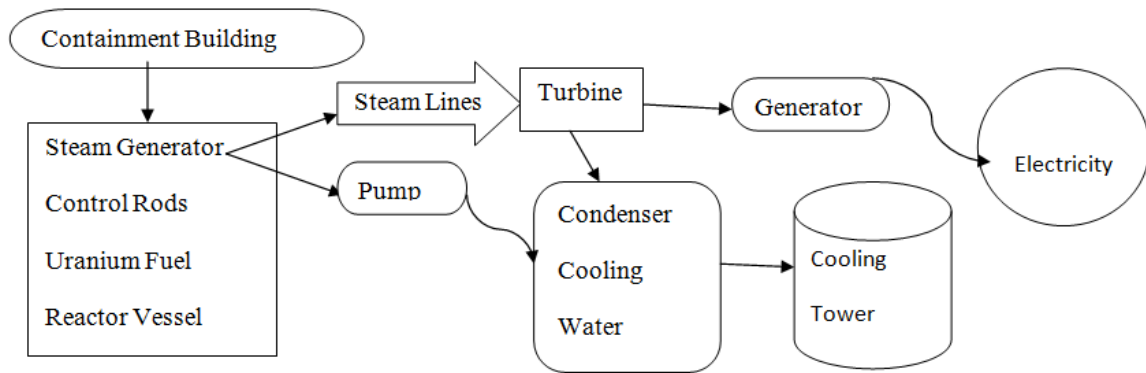 Containment Building
Steam Lines
Turbine
Generator
Electricity
Steam Generator
Control Rods
Uranium Fuel
Reactor Vessel
Pump
Condenser
Cooling
Water
Cooling
Tower